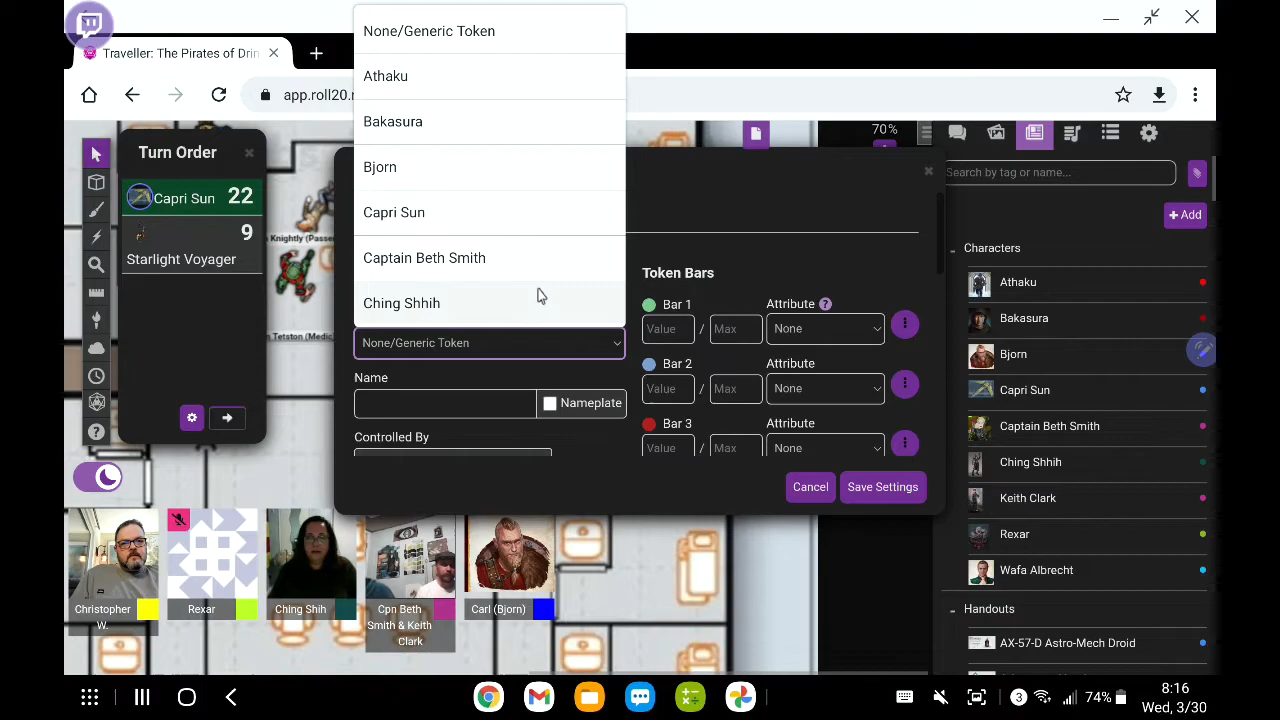 Traveller: The Pirates of Drin
app.roll20.
None/Generic Token
Athaku
Bakasura
Bjorn
Capri Sun
Captain Beth Smith
Ching Shhih
None/Generic Token
Name
Nameplate
Controlled By
Turn Order
Capri Sun 22
9
Starlight Voyager
Knightly (Passen
Tetston (Medic)
Token Bars
Bar 1
Attribute
Value / Max
None
Bar 2
Attribute
Value / Max
None
Bar 3
Attribute
Value / Max
None
Cancel
Save Settings
70%
Search by tag or name...
+ Add
Characters
Athaku
Bakasura
Bjorn
Capri Sun
Captain Beth Smith
Ching Shhih
Keith Clark
Rexar
Wafa Albrecht
Handouts
AX-57-D Astro-Mech Droid
Christopher
W.
Rexar
Ching Shih
Cpn Beth
Smith & Keith
Clark
Carl (Bjorn)
3
74%
8:16
Wed, 3/30